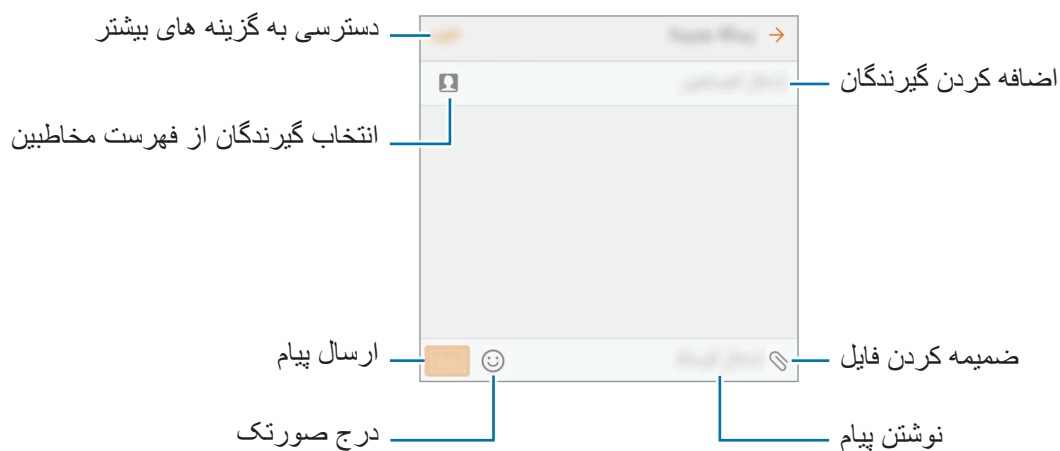 دسترسی به گزینه های بیشتر
اضافه کردن گیرندگان
انتخاب گیرندگان از فهرست مخاطبین
ارسال پیام
ضمیمه کردن فایل
درج صورتک
نوشتن پیام